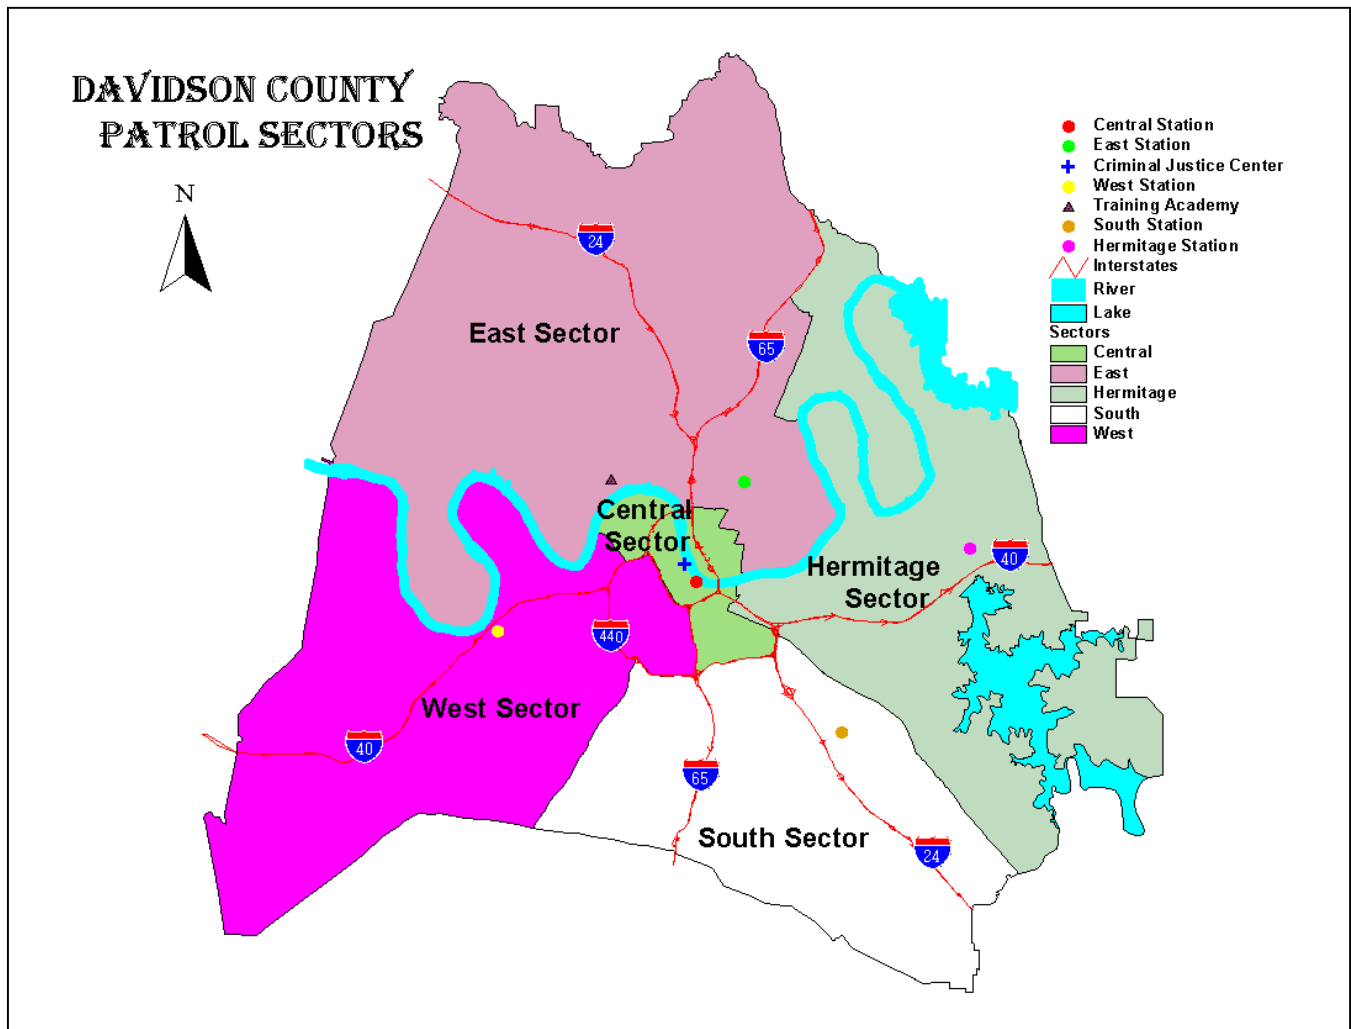 DAVIDSON COUNTY
PATROL SECTORS
N
Central Station
East Station
Criminal Justice Center
West Station
Training Academy
South Station
Hermitage Station
Interstates
River
Lake
Sectors
Central
East
Hermitage
South
West
24
East Sector
65
Central
Sector
Hermitage
Sector
40
440
West Sector
40
65
South Sector
24